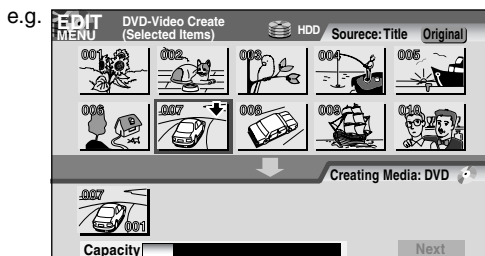 e.g.
EDIT
MENU
DVD-Video Create
(Selected Items)
HDD
Sourece: Title
Original
001 002 003 004 005
006 007 008 009 010
Creating Media: DVD
007
001
Capacity
Next